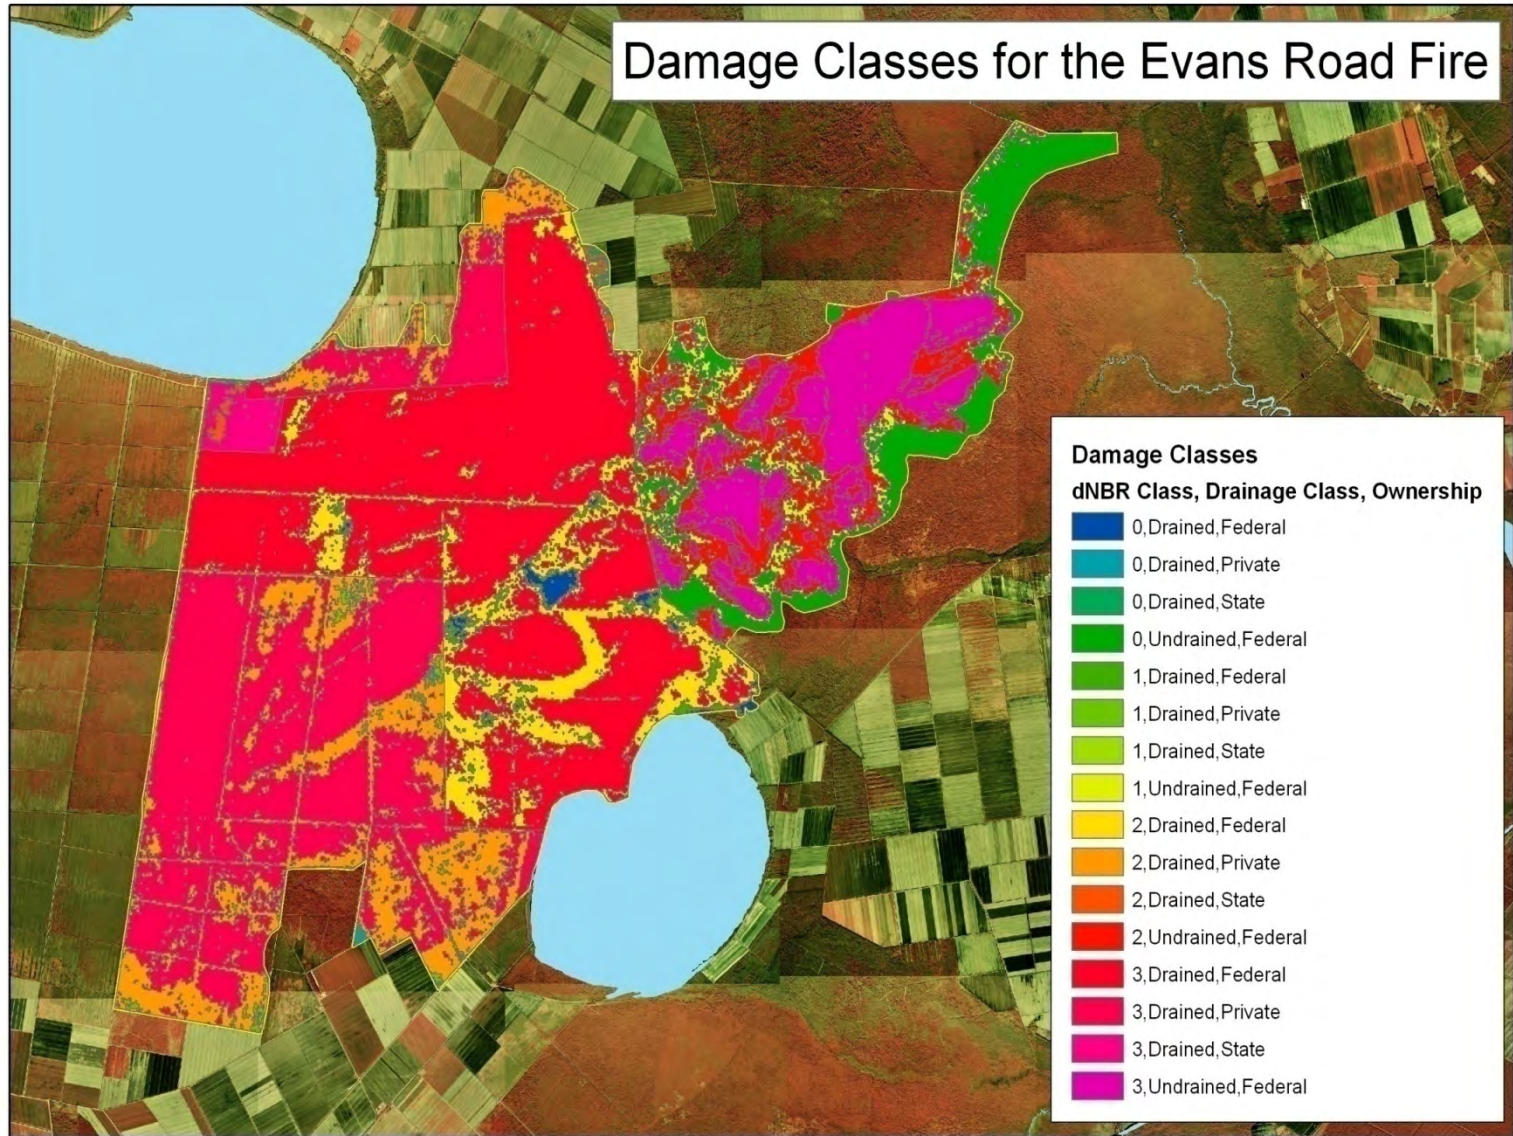 Damage Classes for the Evans Road Fire
Damage Classes
dNBR Class, Drainage Class, Ownership
0,Drained,Federal
0,Drained,Private
0,Drained,State
0,Undrained,Federal
1,Drained,Federal
1,Drained,Private
1,Drained,State
1,Undrained,Federal
2,Drained,Federal
2,Drained,Private
2,Drained,State
2,Undrained,Federal
3,Drained,Federal
3,Drained,Private
3,Drained,State
3,Undrained,Federal